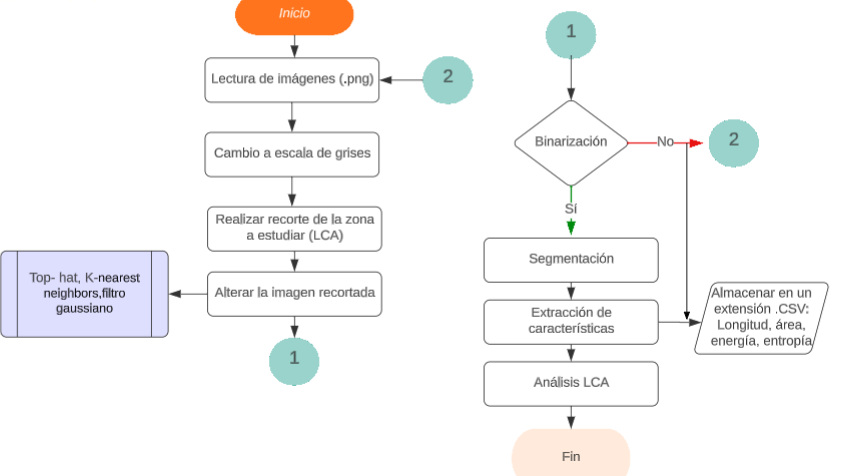 Inicio
Lectura de imágenes (.png)
2
Cambio a escala de grises
Realizar recorte de la zona
a estudiar (LCA)
Top- hat, K-nearest
neighbors,filtro
gaussiano
Alterar la imagen recortada
1
1
Binarización
No
2
Sí
Segmentación
Extracción de
características
Almacenar en un
extensión .CSV:
Longitud, área,
energía, entropía
Análisis LCA
Fin